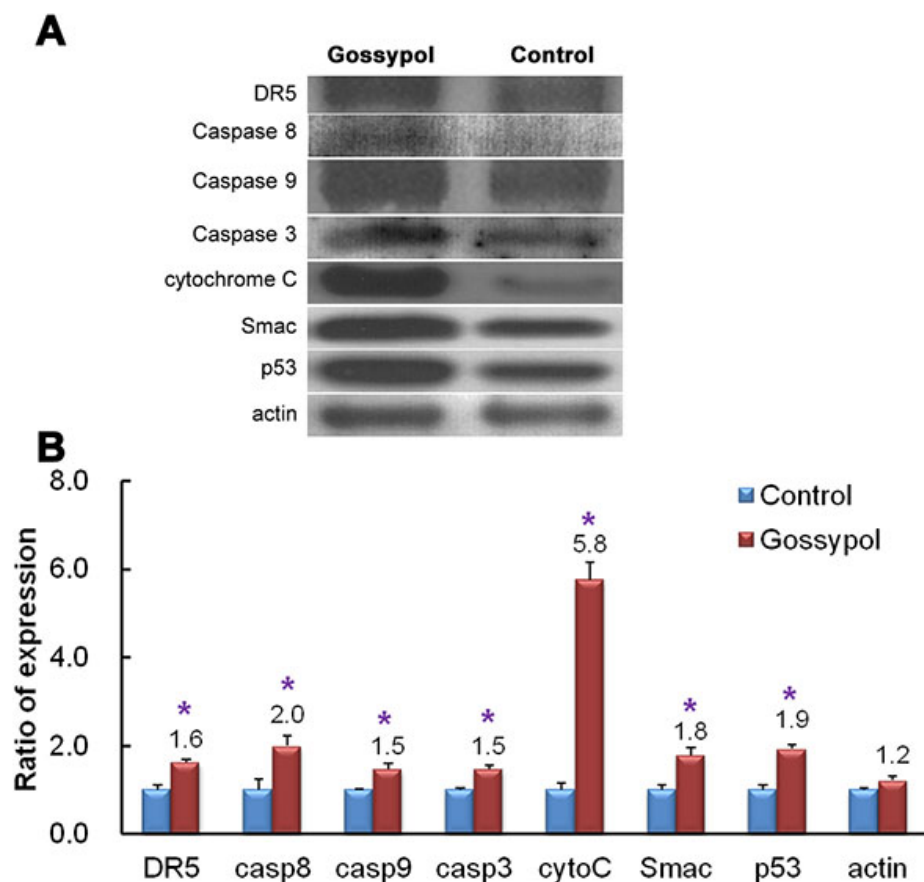 A
Gossypol Control
DR5
Caspase 8
Caspase 9
Caspase 3
cytochrome C
Smac
p53
actin
B
Ratio of expression
8.0
6.0
4.0
2.0
0.0
Control
Gossypol
* * * * * * *
1.6 2.0 1.5 1.5 5.8 1.8 1.9 1.2
DR5 casp8 casp9 casp3 cytoC Smac p53 actin